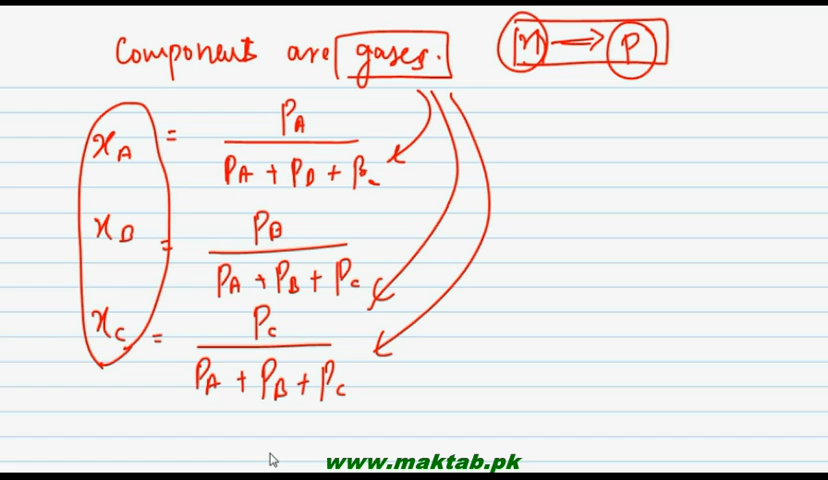 Component are gases. n → P
xA = PA / PA + PB + Pc
xB = PB / PA + PB + Pc
xC = Pc / PA + PB + Pc
www.maktab.pk